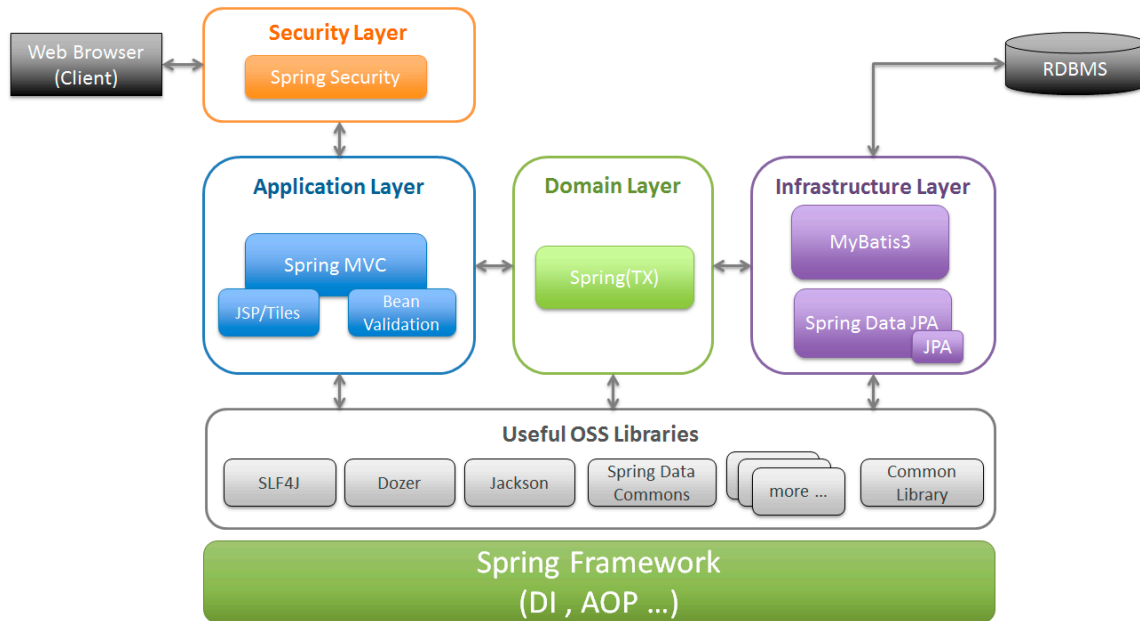 Security Layer
Web Browser
(Client)
Spring Security
RDBMS
Application Layer
Domain Layer
Infrastructure Layer
MyBatis3
Spring MVC
Spring(TX)
JSP/Tiles
Bean
Validation
Spring Data JPA
JPA
Useful OSS Libraries
SLF4J
Dozer
Jackson
Spring Data
Commons
more ...
Common
Library
Spring Framework
(DI , AOP ...)